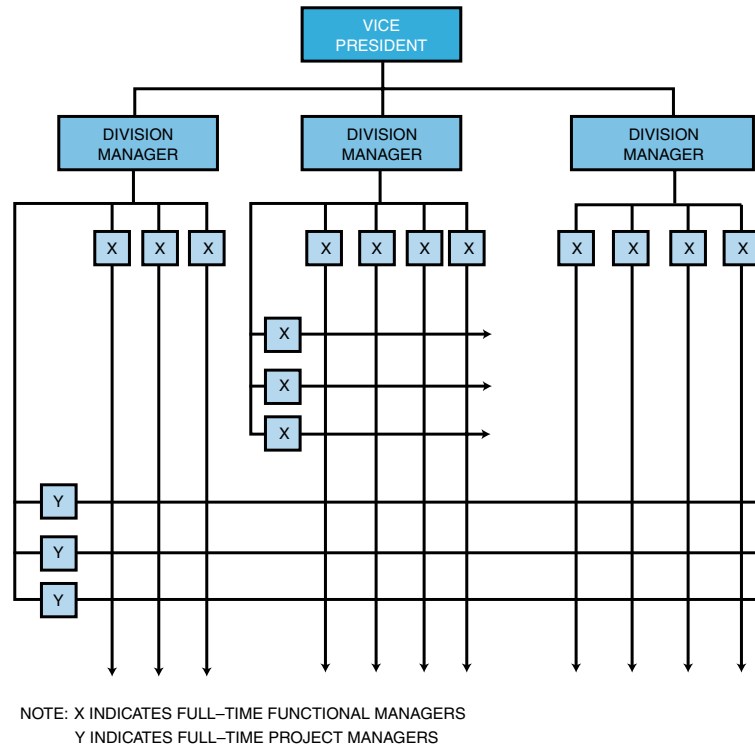 VICE
PRESIDENT
DIVISION
MANAGER
DIVISION
MANAGER
DIVISION
MANAGER
X X X
X X X X
X X X X
X
X
X
Y
Y
Y
NOTE: X INDICATES FULL–TIME FUNCTIONAL MANAGERS
Y INDICATES FULL–TIME PROJECT MANAGERS